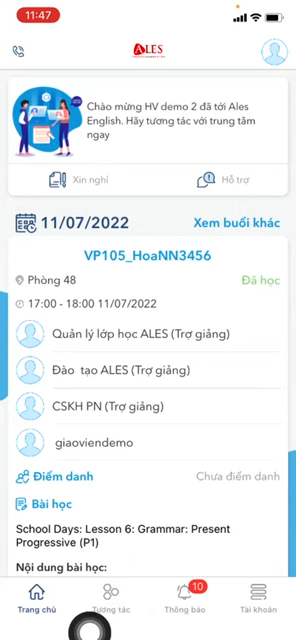 11:47
ALES
Chào mừng HV demo 2 đã tới Ales
English. Hãy tương tác với trung tâm
ngay
Xin nghỉ
Hỗ trợ
11/07/2022
Xem buổi khác
VP105_HoaNN3456
Phòng 48
Đã học
17:00 - 18:00 11/07/2022
Quản lý lớp học ALES (Trợ giảng)
Đào tạo ALES (Trợ giảng)
CSKH PN (Trợ giảng)
giaoviendemo
Điểm danh
Chưa điểm danh
Bài học
School Days: Lesson 6: Grammar: Present
Progressive (P1)
Nội dung bài học:
10
Trang chủ
Tương tác
Thông báo
Tài khoản